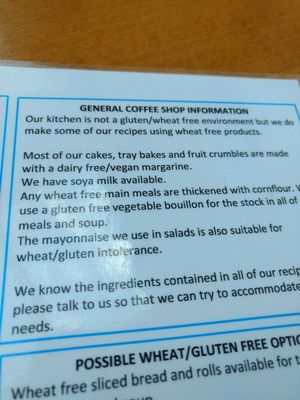 GENERAL COFFEE SHOP INFORMATION
Our kitchen is not a gluten/wheat free environment but we do
make some of our recipes using wheat free products.
Most of our cakes, tray bakes and fruit crumbles are made
with a dairy free/vegan margarine.
We have soya milk available.
Any wheat free main meals are thickened with cornflour.
use a gluten free vegetable bouillon for the stock in all of
meals and soup.
The mayonnaise we use in salads is also suitable for
wheat/gluten intolerance.
We know the ingredients contained in all of our
please talk to us so that we can try to accommodate
needs.
POSSIBLE WHEAT/GLUTEN FREE
Wheat free sliced bread and rolls available for